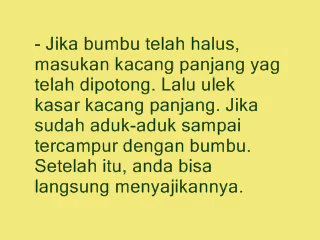 - Jika bumbu telah halus,
masukan kacang panjang yag
telah dipotong. Lalu ulek
kasar kacang panjang. Jika
sudah aduk-aduk sampai
tercampur dengan bumbu.
Setelah itu, anda bisa
langsung menyajikannya.